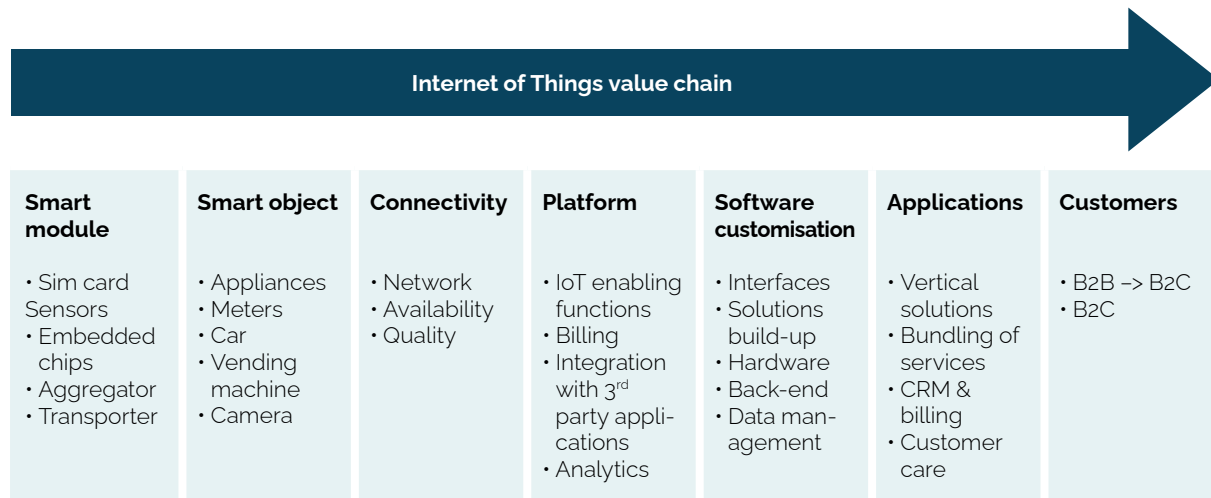 Internet of Things value chain
Smart
module
• Sim card
Sensors
• Embedded
chips
• Aggregator
• Transporter
Smart object
• Appliances
• Meters
• Car
• Vending
machine
• Camera
Connectivity
• Network
• Availability
• Quality
Platform
• IoT enabling
functions
• Billing
• Integration
with 3rd
party appli-
cations
• Analytics
Software
customisation
• Interfaces
• Solutions
build-up
• Hardware
• Back-end
• Data man-
agement
Applications
• Vertical
solutions
• Bundling of
services
• CRM &
billing
• Customer
care
Customers
• B2B –> B2C
• B2C